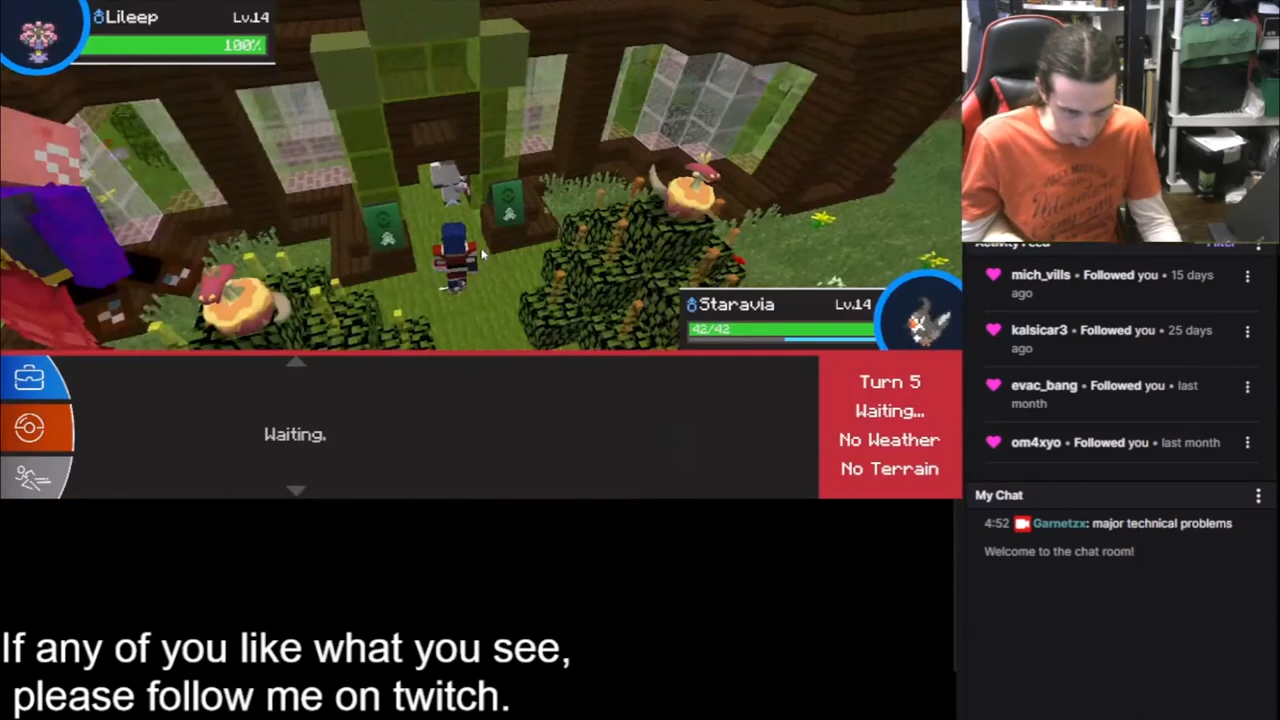 Lileep Lv.14
100%
Staravia Lv.14
42/42
Waiting.
Turn 5
Waiting...
No Weather
No Terrain
mich_vills • Followed you • 15 days
ago
kalsicar3 • Followed you • 25 days
ago
evac_bang • Followed you • last
month
om4xyo • Followed you • last month
My Chat
4:52 Garnetzx: major technical problems
Welcome to the chat room!
If any of you like what you see,
please follow me on twitch.